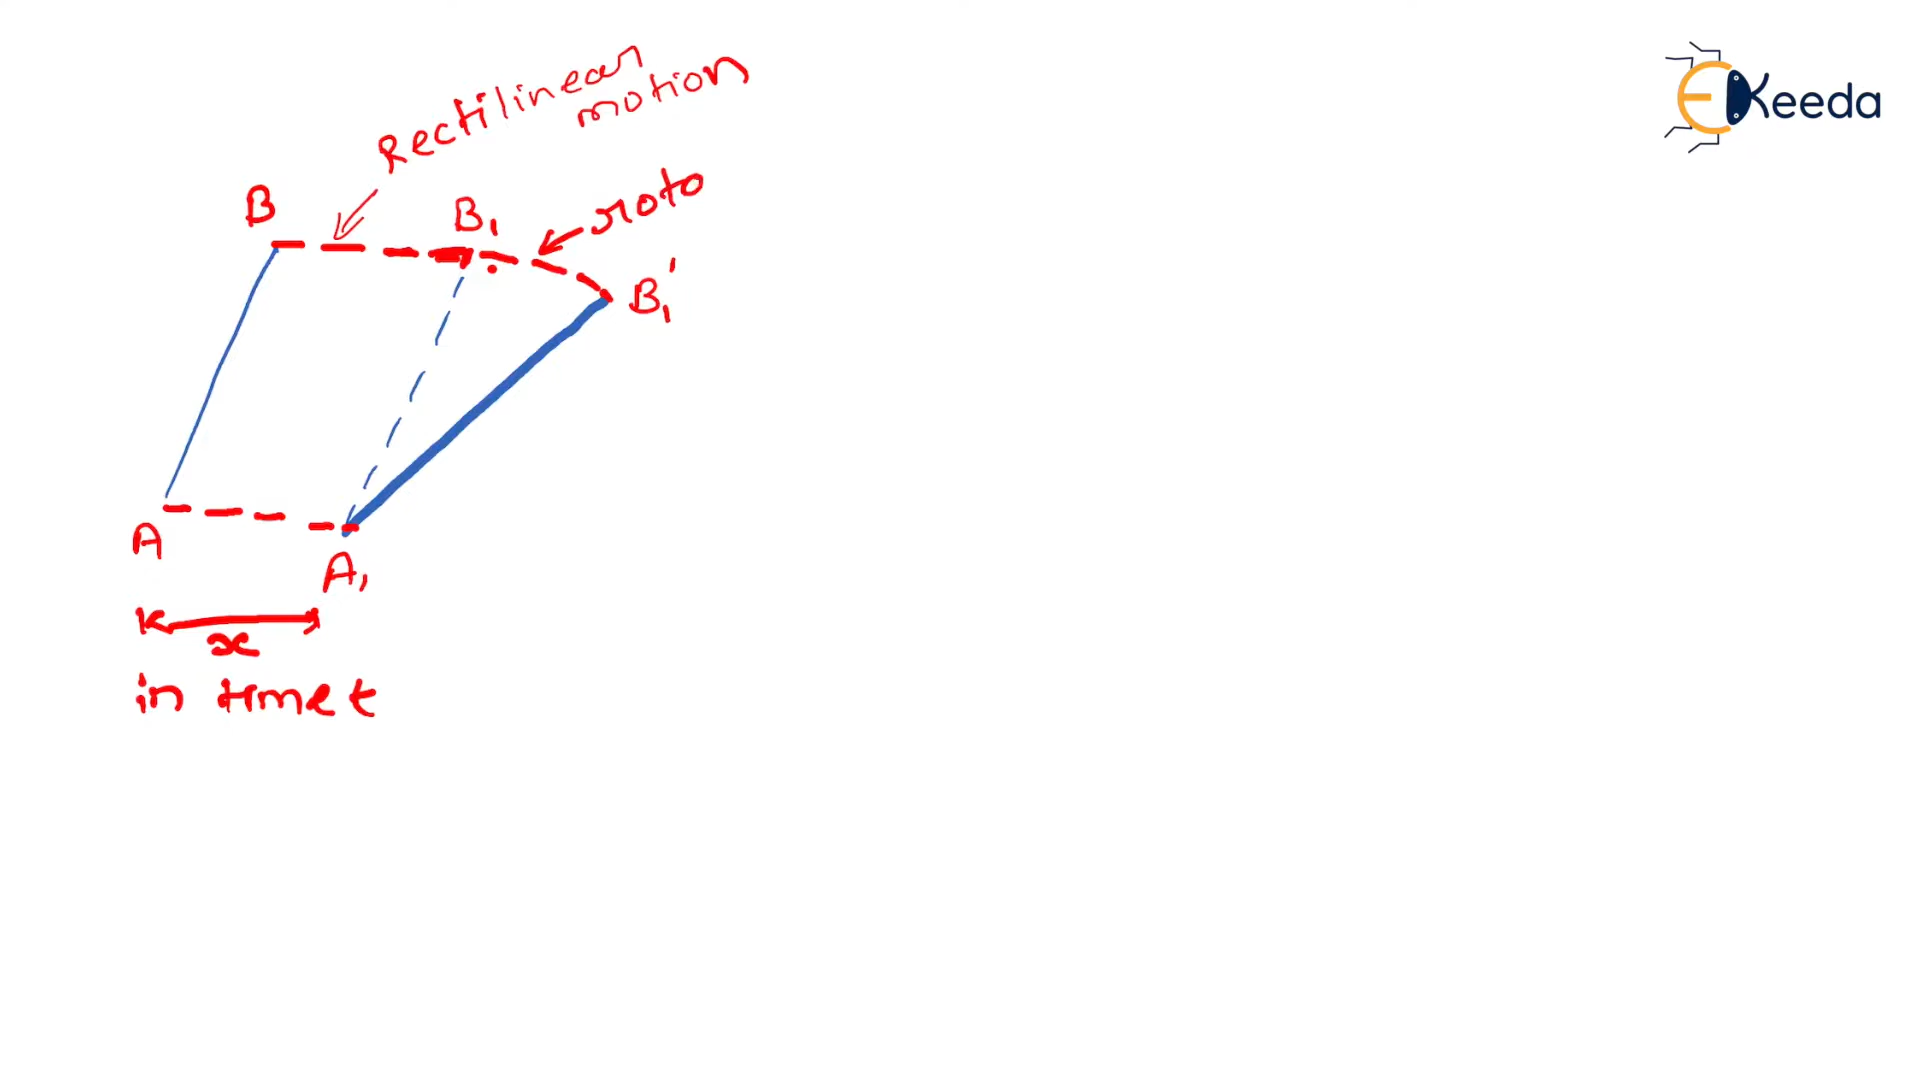 Rectilinear
motion
roto
B
B₁
B₁'
A
A₁
x
in time t
EKeeda